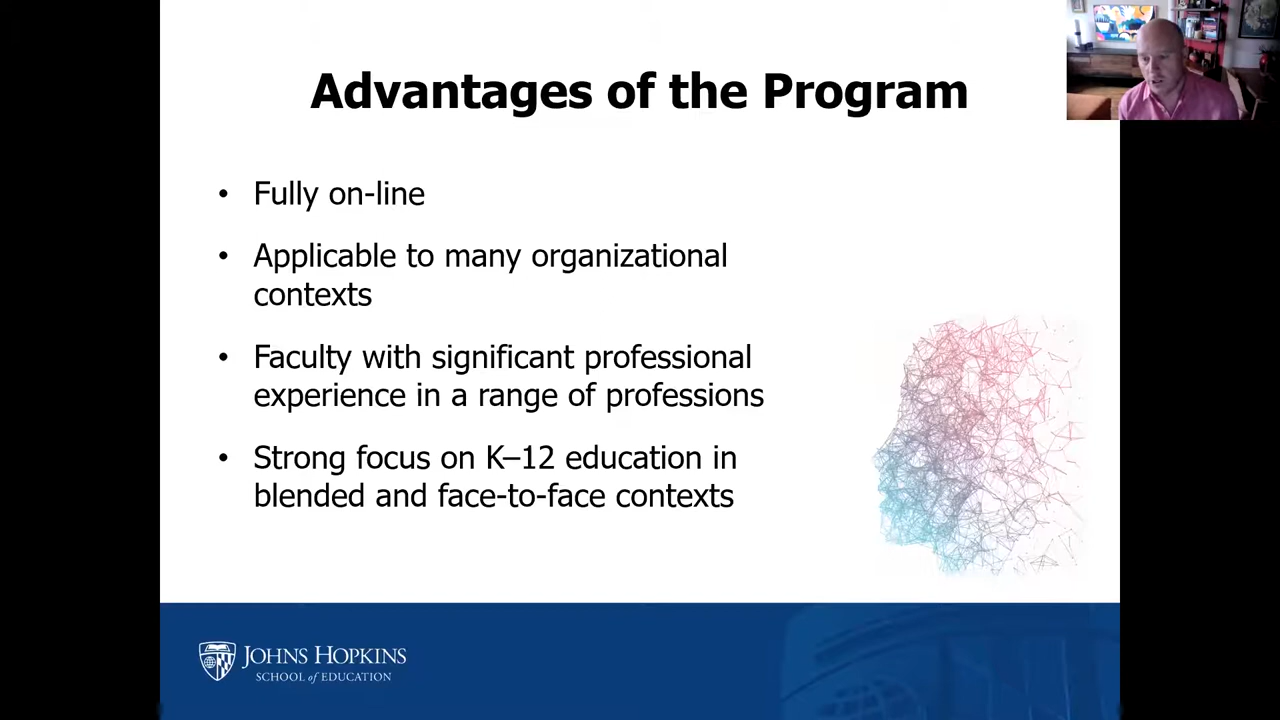 Advantages of the Program
• Fully on-line
• Applicable to many organizational
contexts
• Faculty with significant professional
experience in a range of professions
• Strong focus on K–12 education in
blended and face-to-face contexts
JOHNS HOPKINS
SCHOOL of EDUCATION